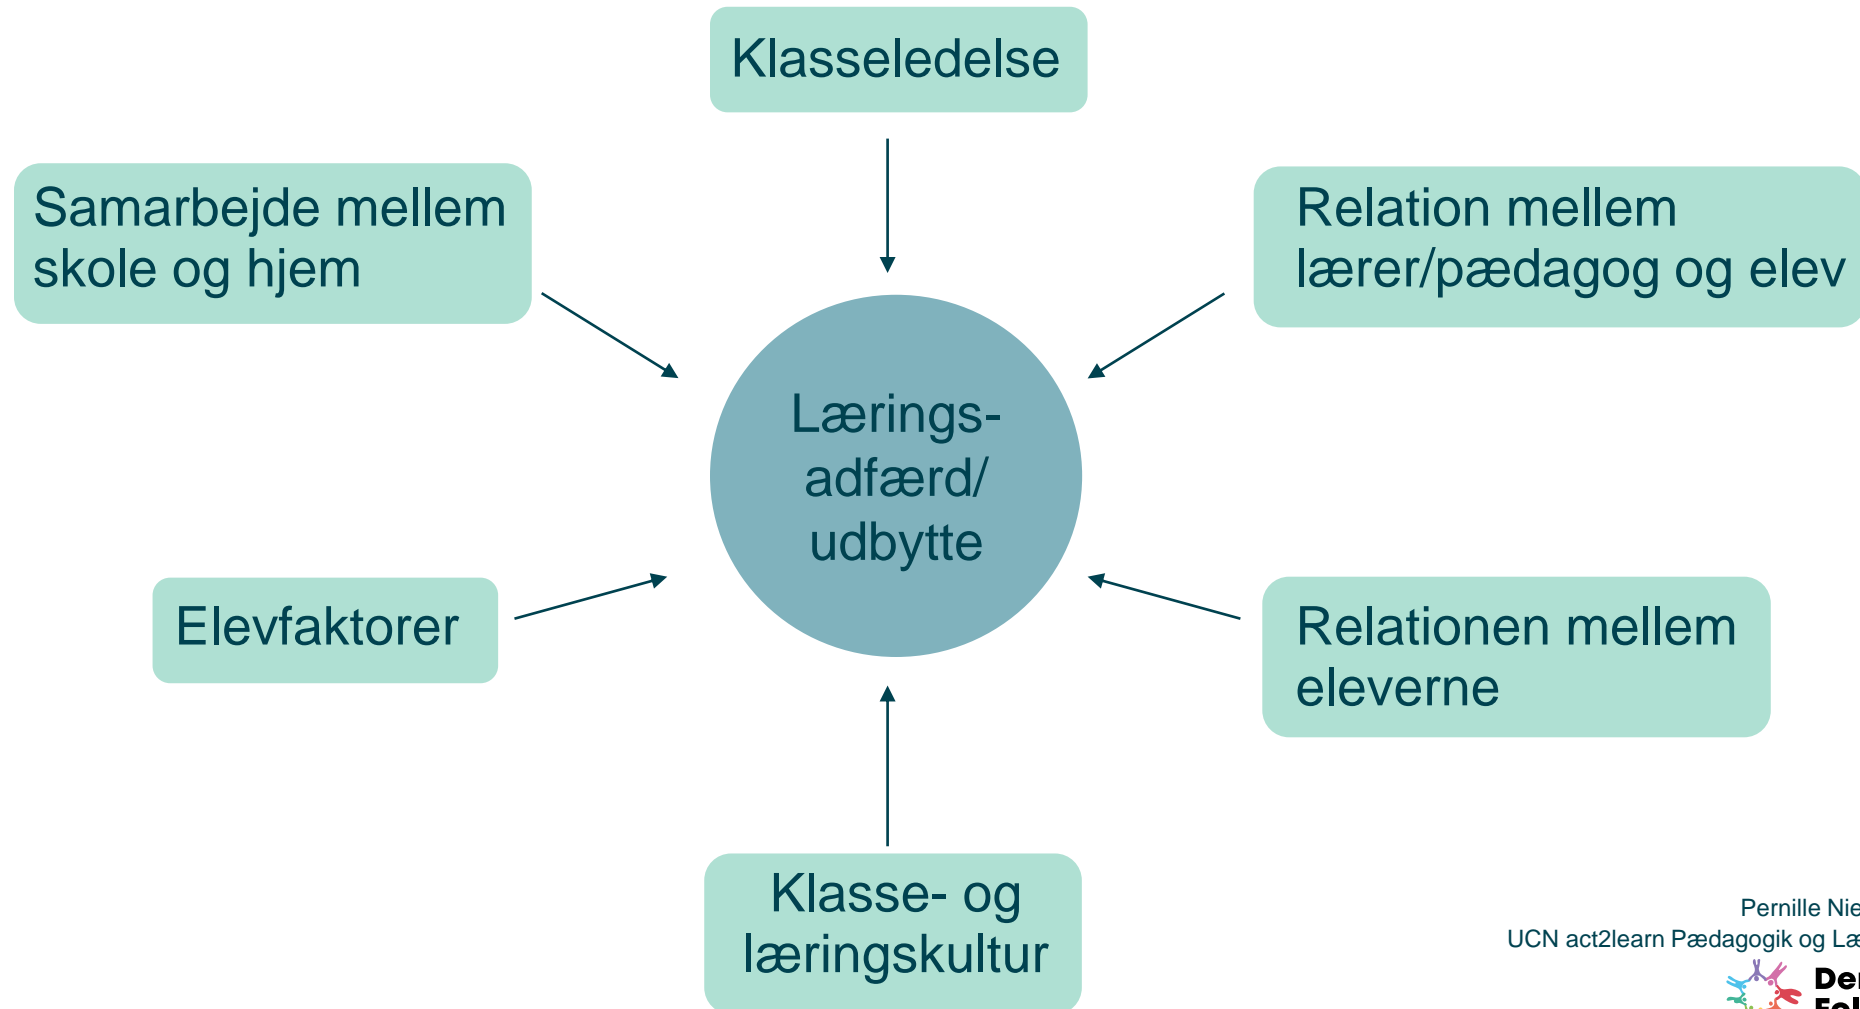 Klasseledelse
Samarbejde mellem
skole og hjem
Relation mellem
lærer/pædagog og elev
Lærings-
adfærd/
udbytte
Elevfaktorer
Relationen mellem
eleverne
Klasse- og
læringskultur
Pernille
UCN act2learn Pædagogik og